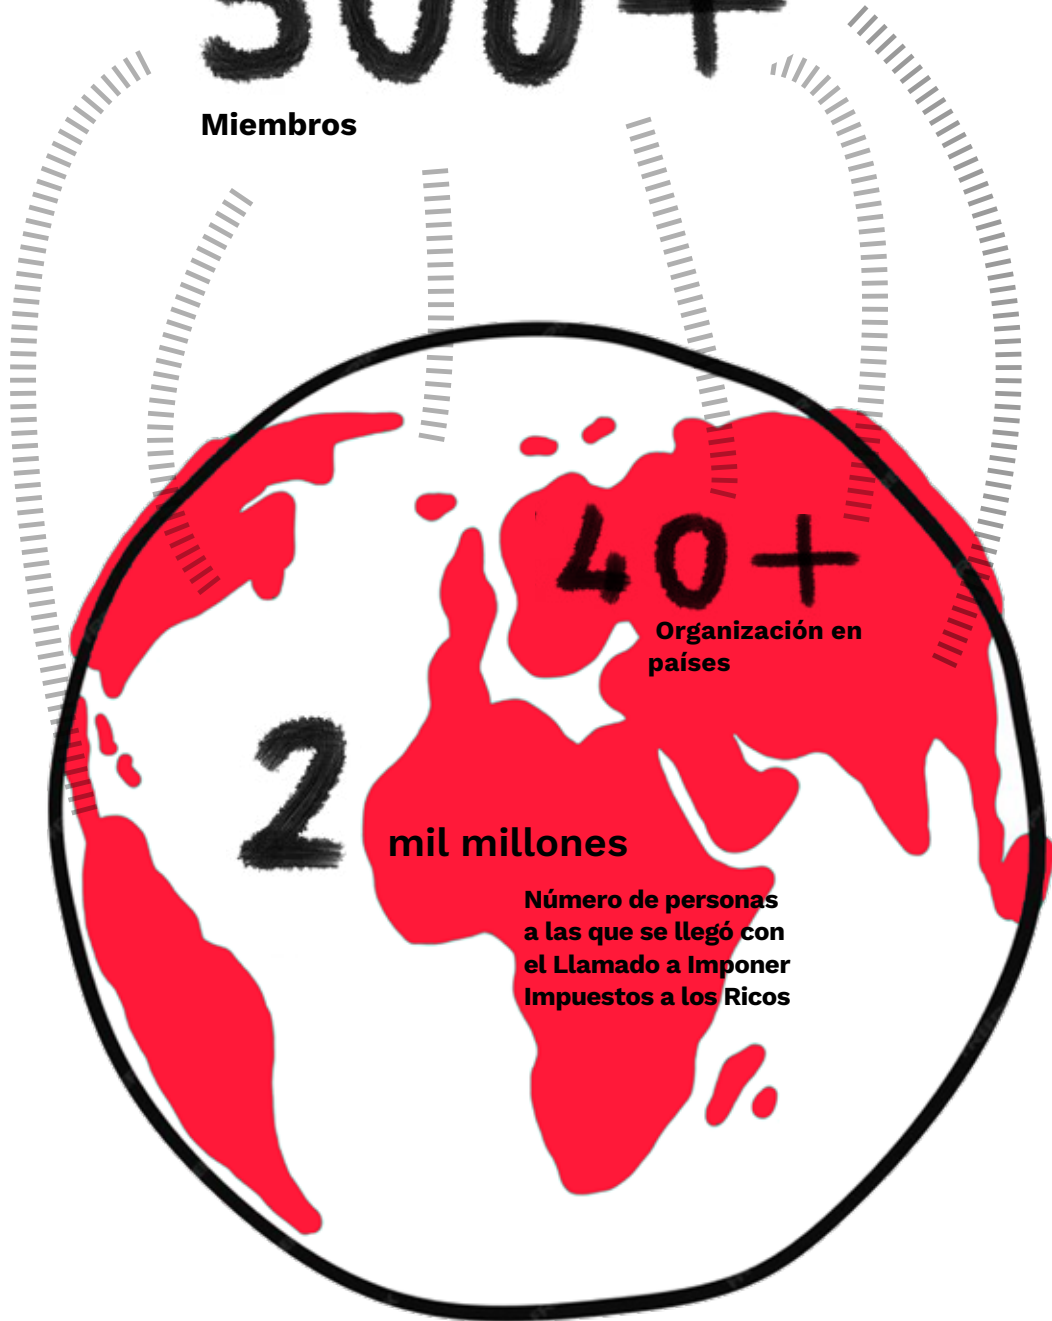 Miembros
40+
Organización en
países
2
mil millones
Número de personas
a las que se llegó con
el Llamado a Imponer
Impuestos a los Ricos